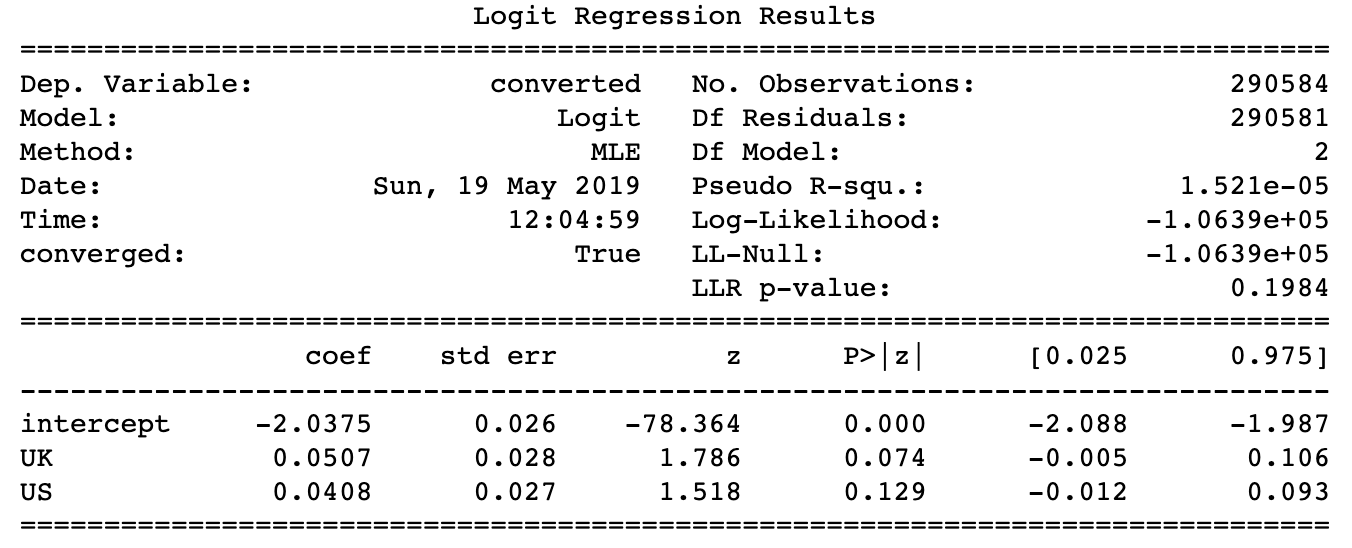 Logit Regression Results
==============================================================================
Dep. Variable: converted No. Observations: 290584
Model: Logit Df Residuals: 290581
Method: MLE Df Model: 2
Date: Sun, 19 May 2019 Pseudo R-squ.: 1.521e-05
Time: 12:04:59 Log-Likelihood: -1.0639e+05
converged: True LL-Null: -1.0639e+05
LLR p-value: 0.1984
==============================================================================
coef std err z P>|z| [0.025 0.975]
------------------------------------------------------------------------------
intercept -2.0375 0.026 -78.364 0.000 -2.088 -1.987
UK 0.0507 0.028 1.786 0.074 -0.005 0.106
US 0.0408 0.027 1.518 0.129 -0.012 0.093
==============================================================================